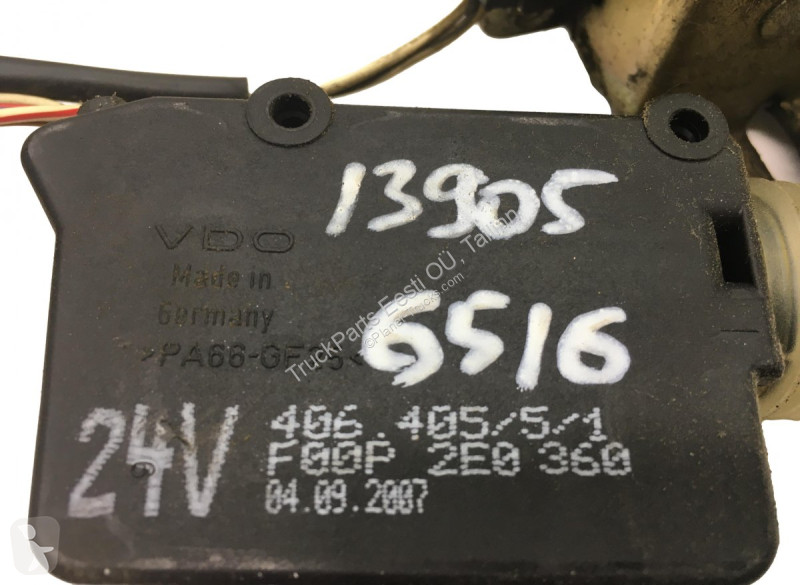 13905
VDO
Made in
Germany
6516
>PA66-GF35<
24V
406.405/5/1
F00P 2E0 360
04.09.2007
TruckParts Eesti OÜ, Tallinn